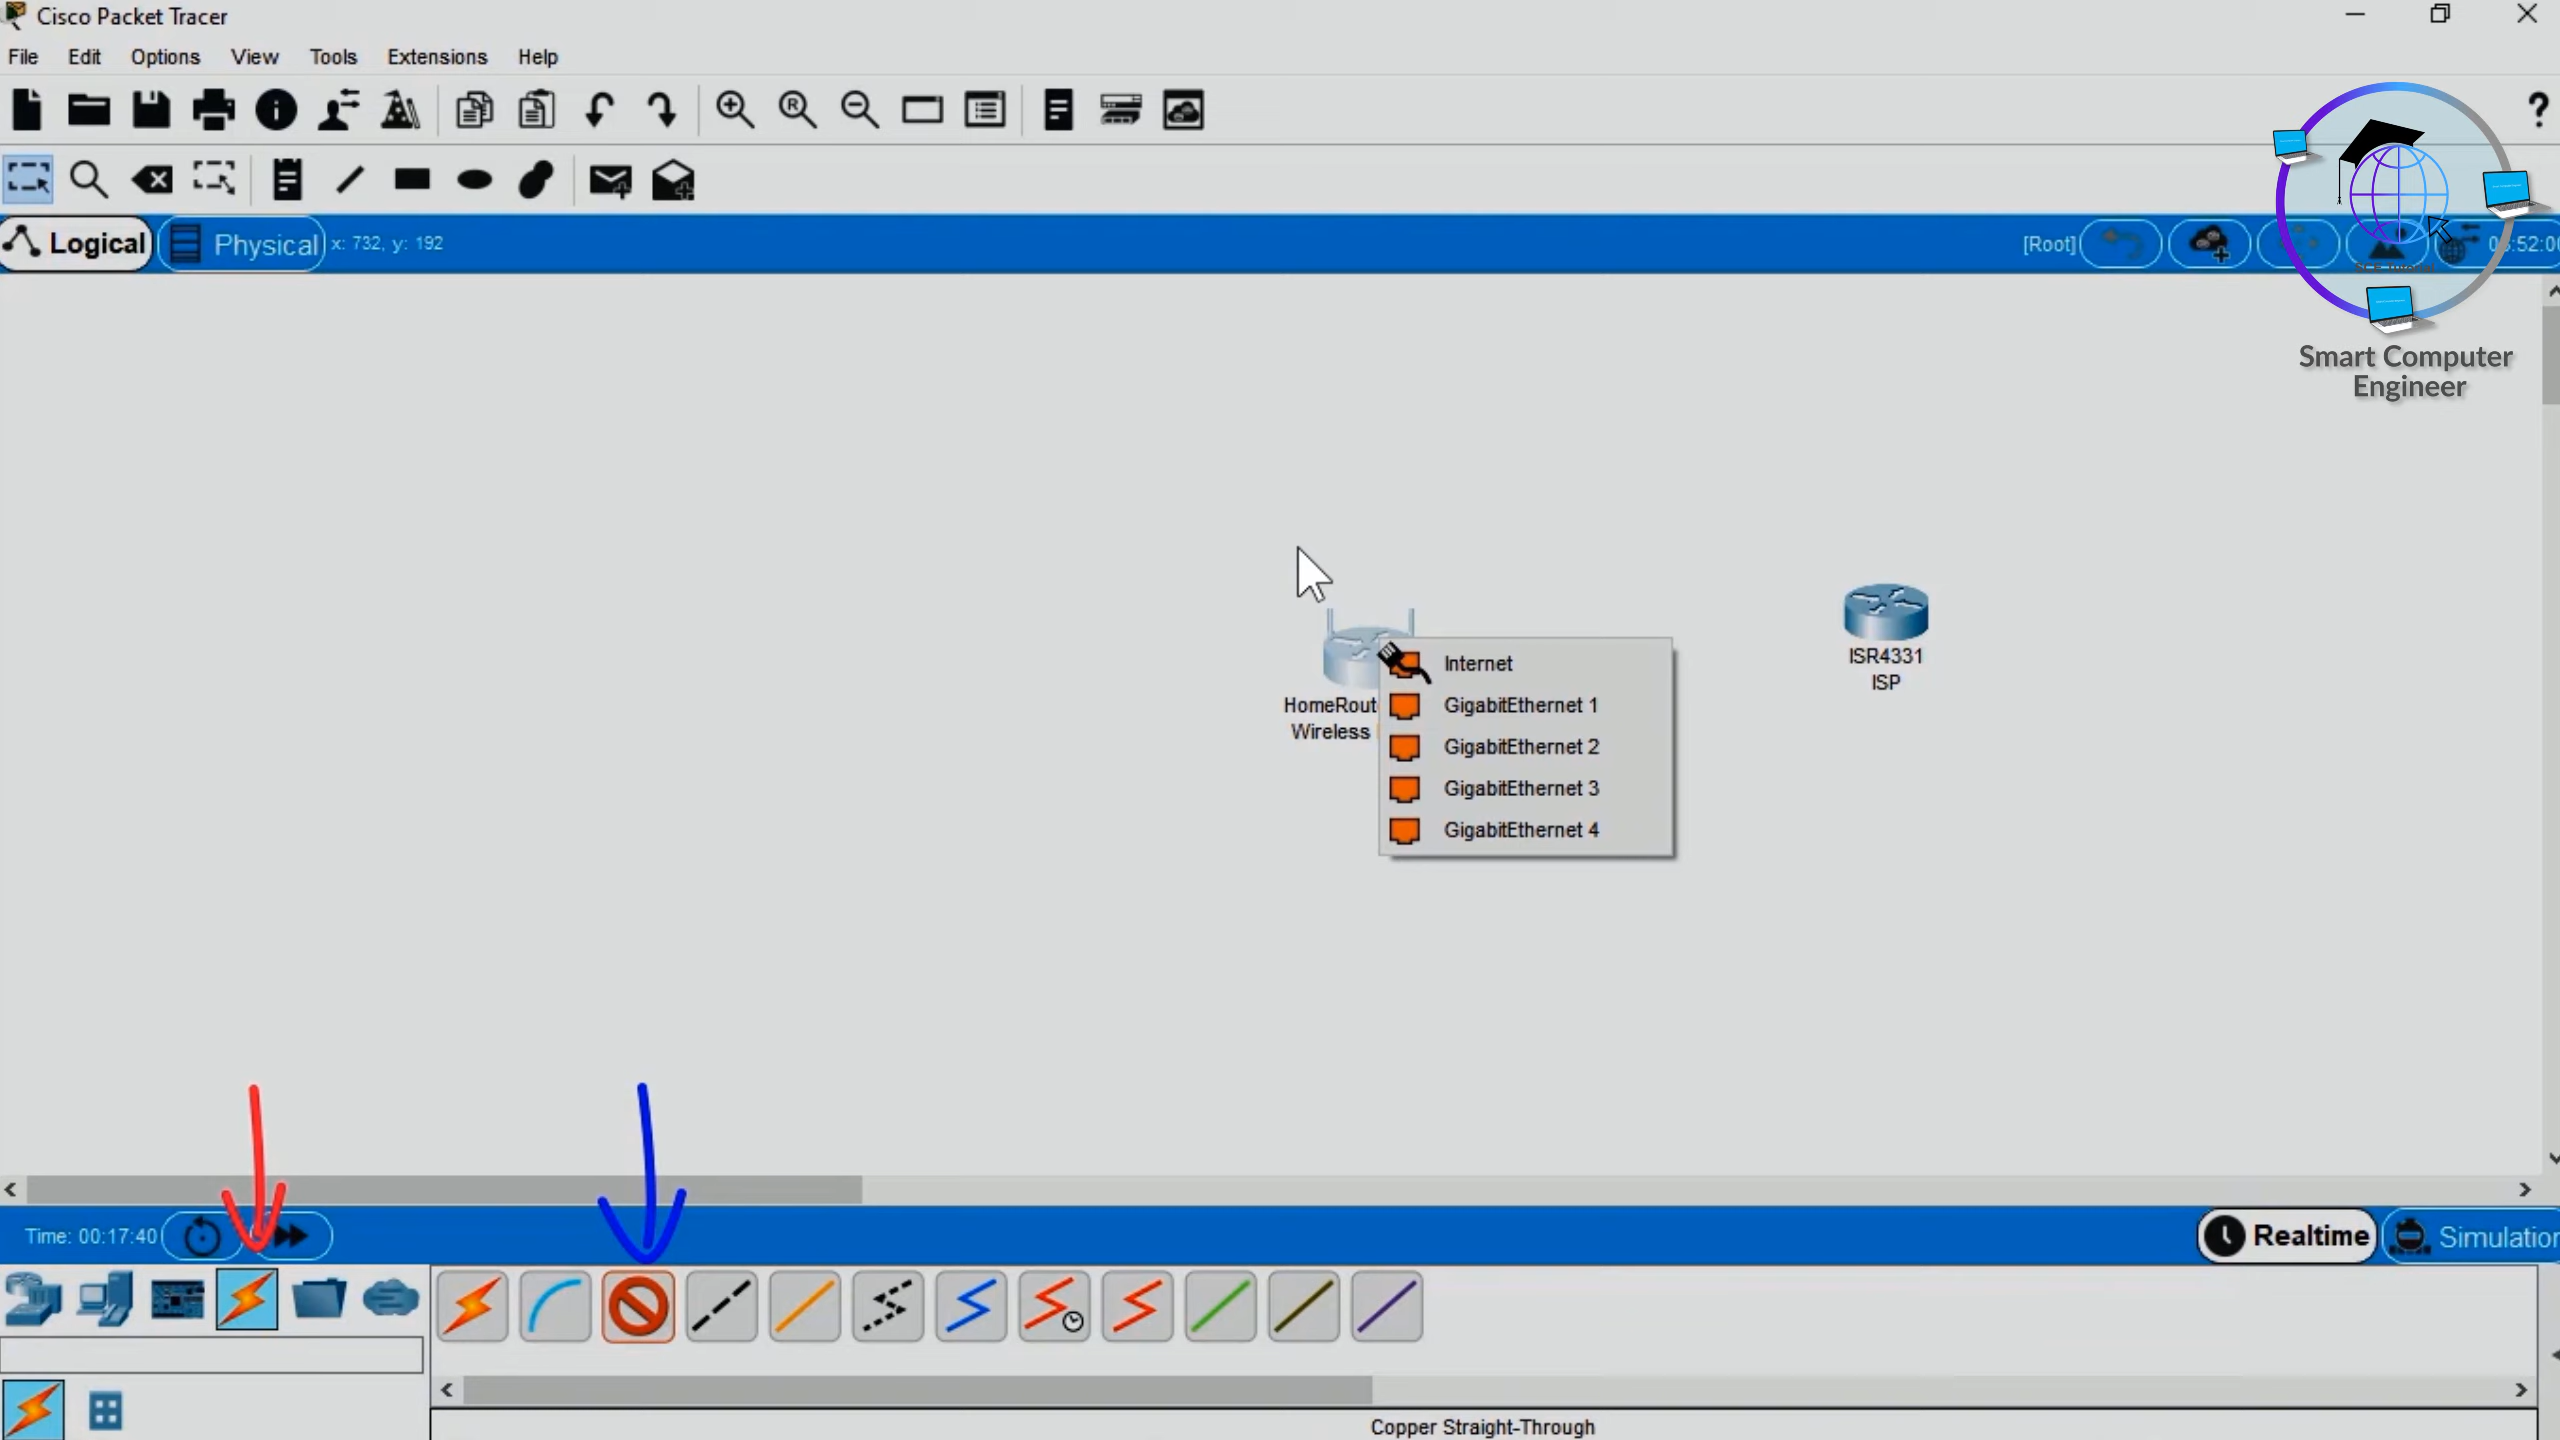 Cisco Packet Tracer
File Edit Options View Tools Extensions Help
Logical Physical x: 732, y: 192 [Root]
Smart Computer
Engineer
ISR4331
ISP
HomeRout
Wireless
Internet
GigabitEthernet 1
GigabitEthernet 2
GigabitEthernet 3
GigabitEthernet 4
Time: 00:17:40 Realtime Simulation
Copper Straight-Through